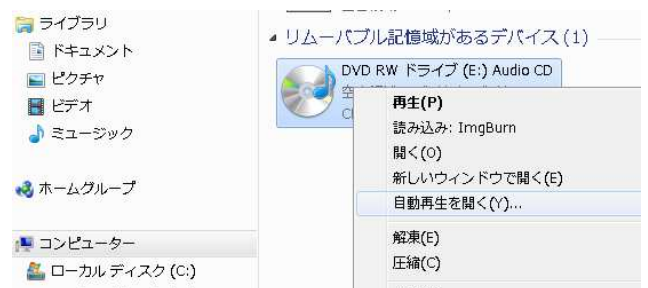 ライブラリ
ドキュメント
ピクチャ
ビデオ
ミュージック
ホームグループ
コンピューター
ローカル ディスク (C:)
リムーバブル記憶域があるデバイス (1)
DVD RW ドライブ (E:) Audio CD
再生(P)
読み込み: ImgBurn
開く(O)
新しいウィンドウで開く(E)
自動再生を開く(Y)...
解凍(E)
圧縮(C)